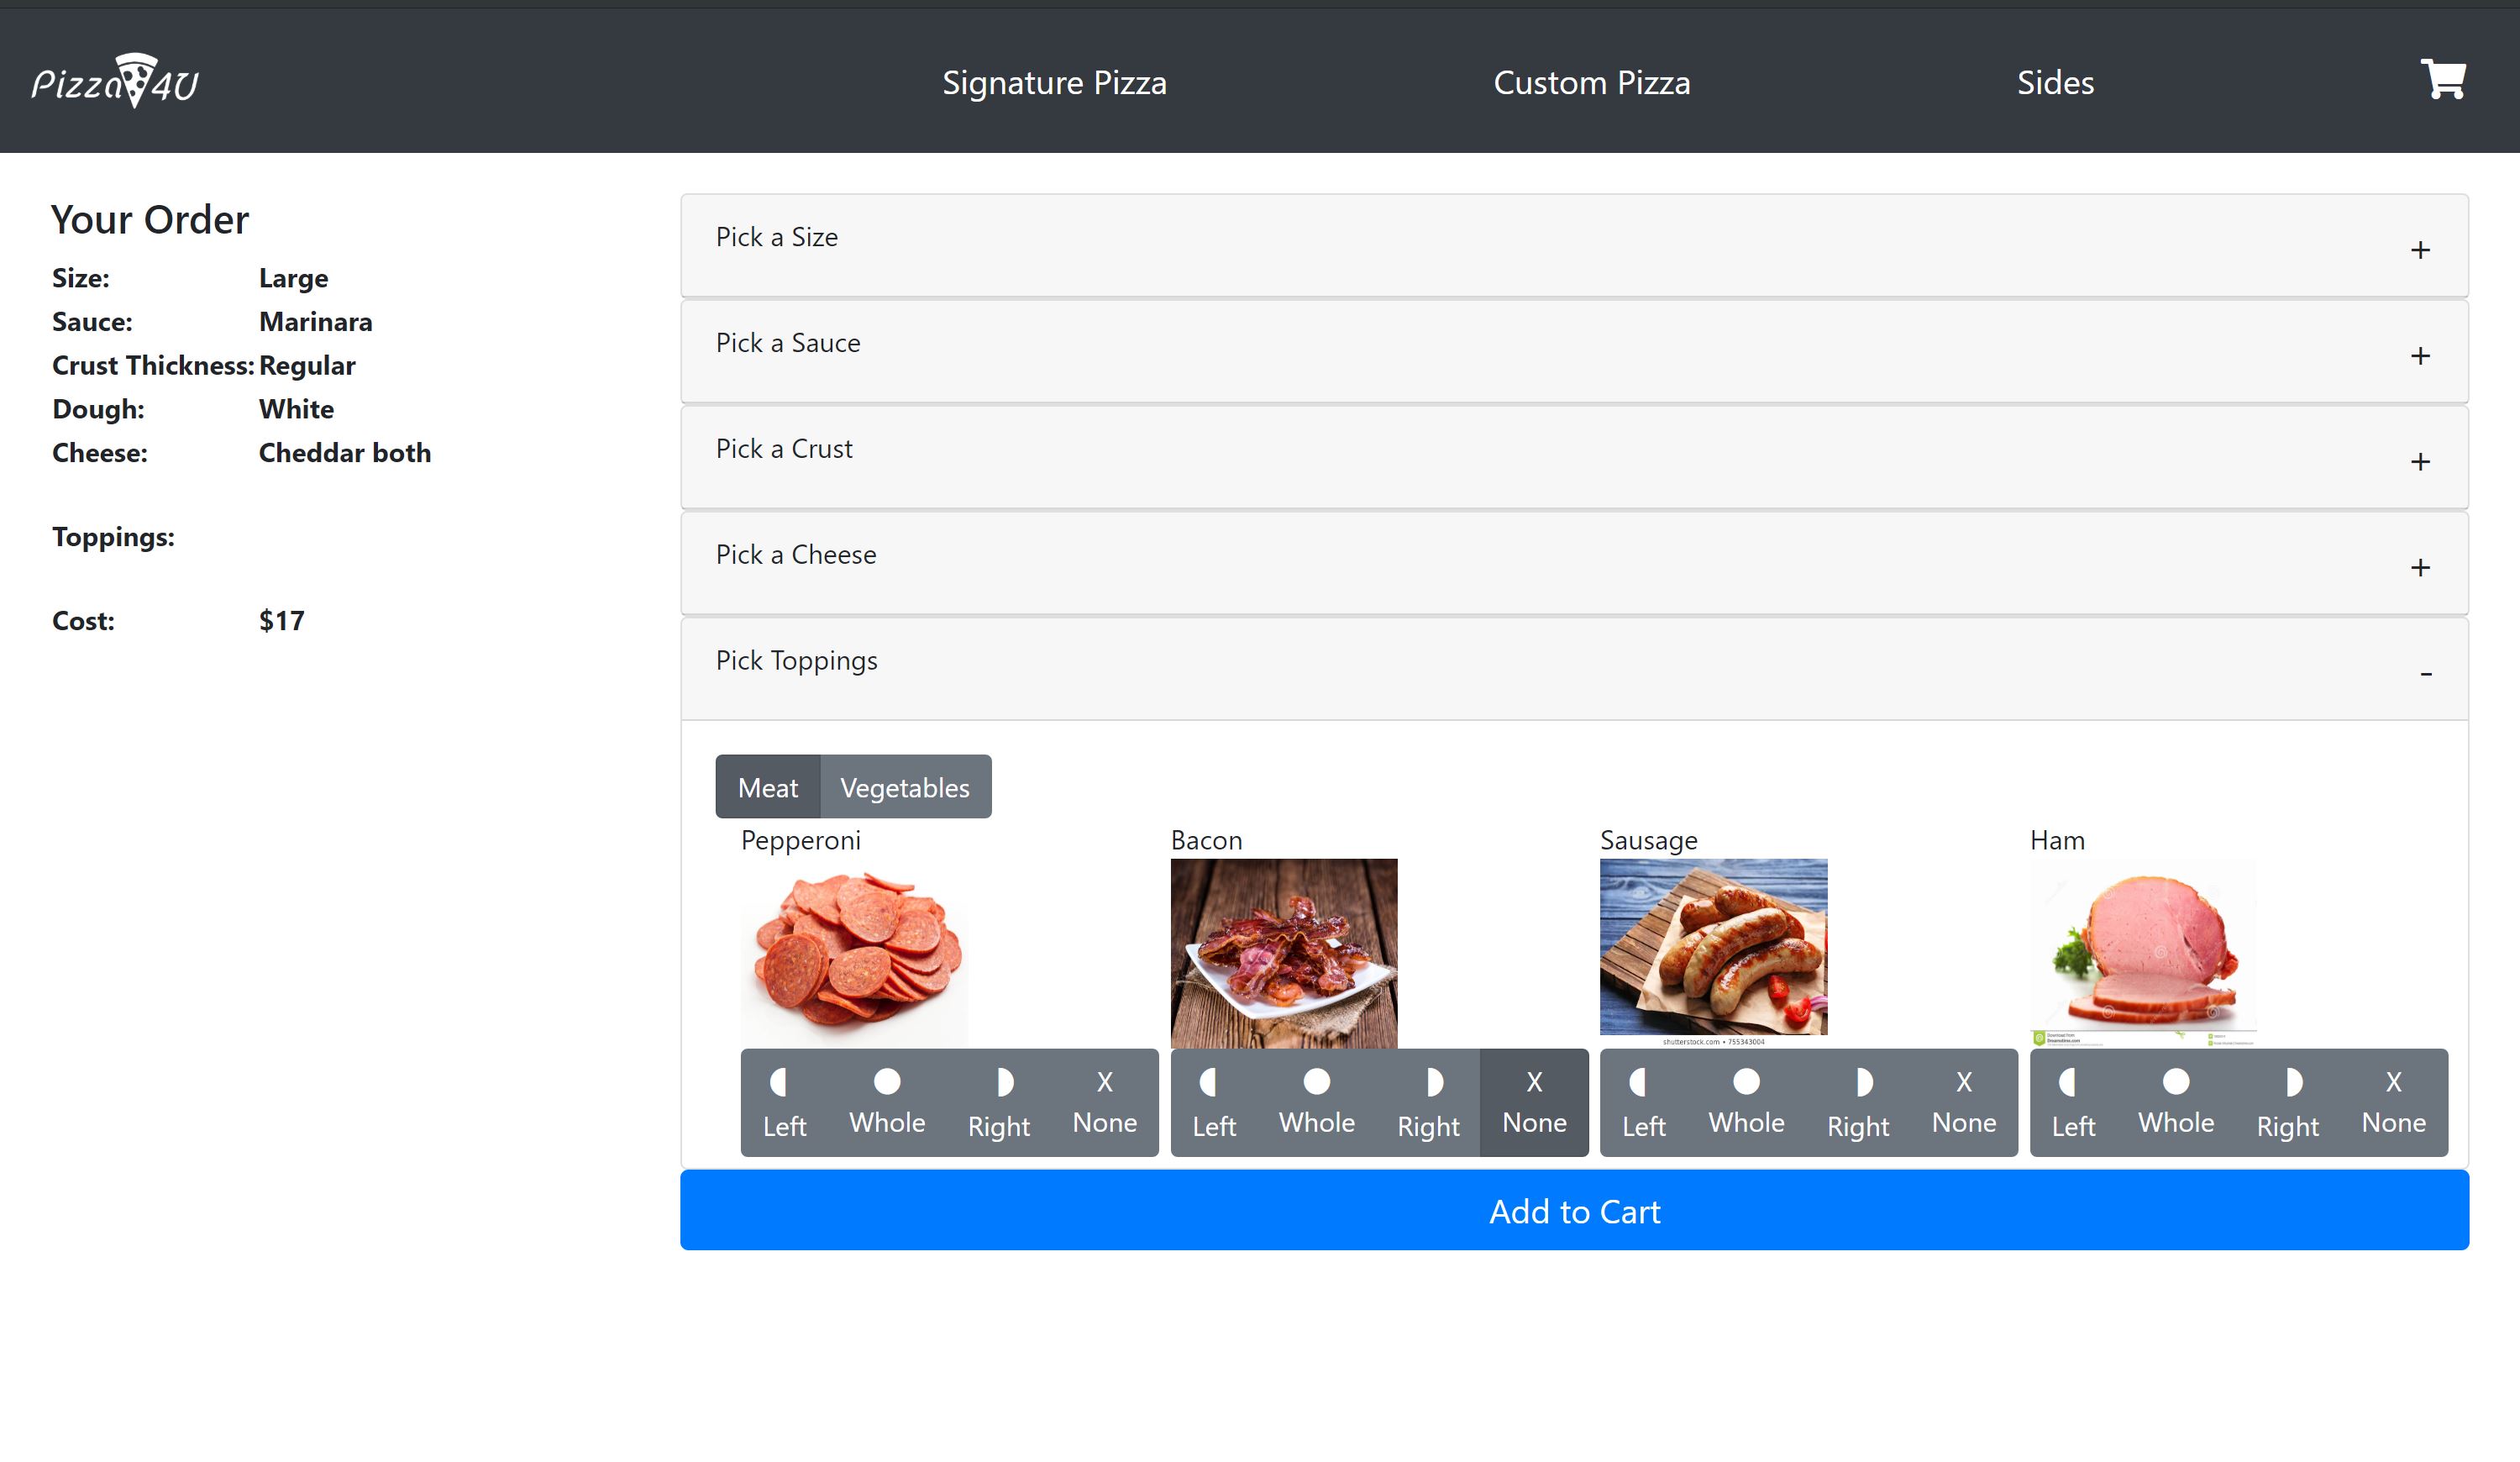 Pizza 4U
Signature Pizza
Custom Pizza
Sides
Your Order
Size: Large
Sauce: Marinara
Crust Thickness: Regular
Dough: White
Cheese: Cheddar both
Toppings:
Cost: $17
Pick a Size
+
Pick a Sauce
+
Pick a Crust
+
Pick a Cheese
+
Pick Toppings
-
Meat Vegetables
Pepperoni
Bacon
Sausage
Ham
shutterstock.com • 755343004
X X X X
Left Whole Right None
Left Whole Right None
Left Whole Right None
Left Whole Right None
Add to Cart